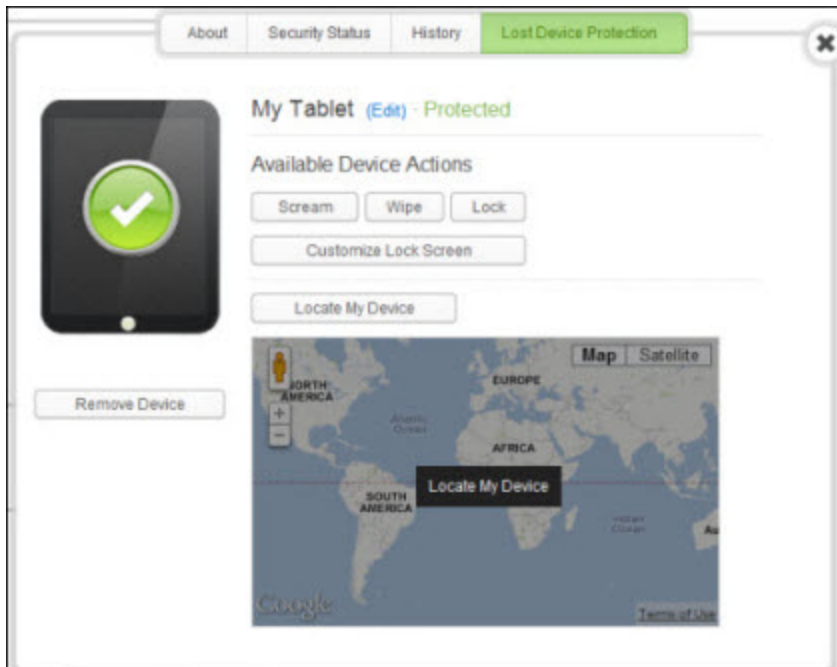 About Security Status History Lost Device Protection
My Tablet (Edit) · Protected
Available Device Actions
Scream Wipe Lock
Customize Lock Screen
Locate My Device
Remove Device
Map Satellite
NORTH
AMERICA
EUROPE
Atlantic
Ocean
AFRICA
Locate My Device
SOUTH
AMERICA
Indian
Ocean
Au
Google
Terms of Use